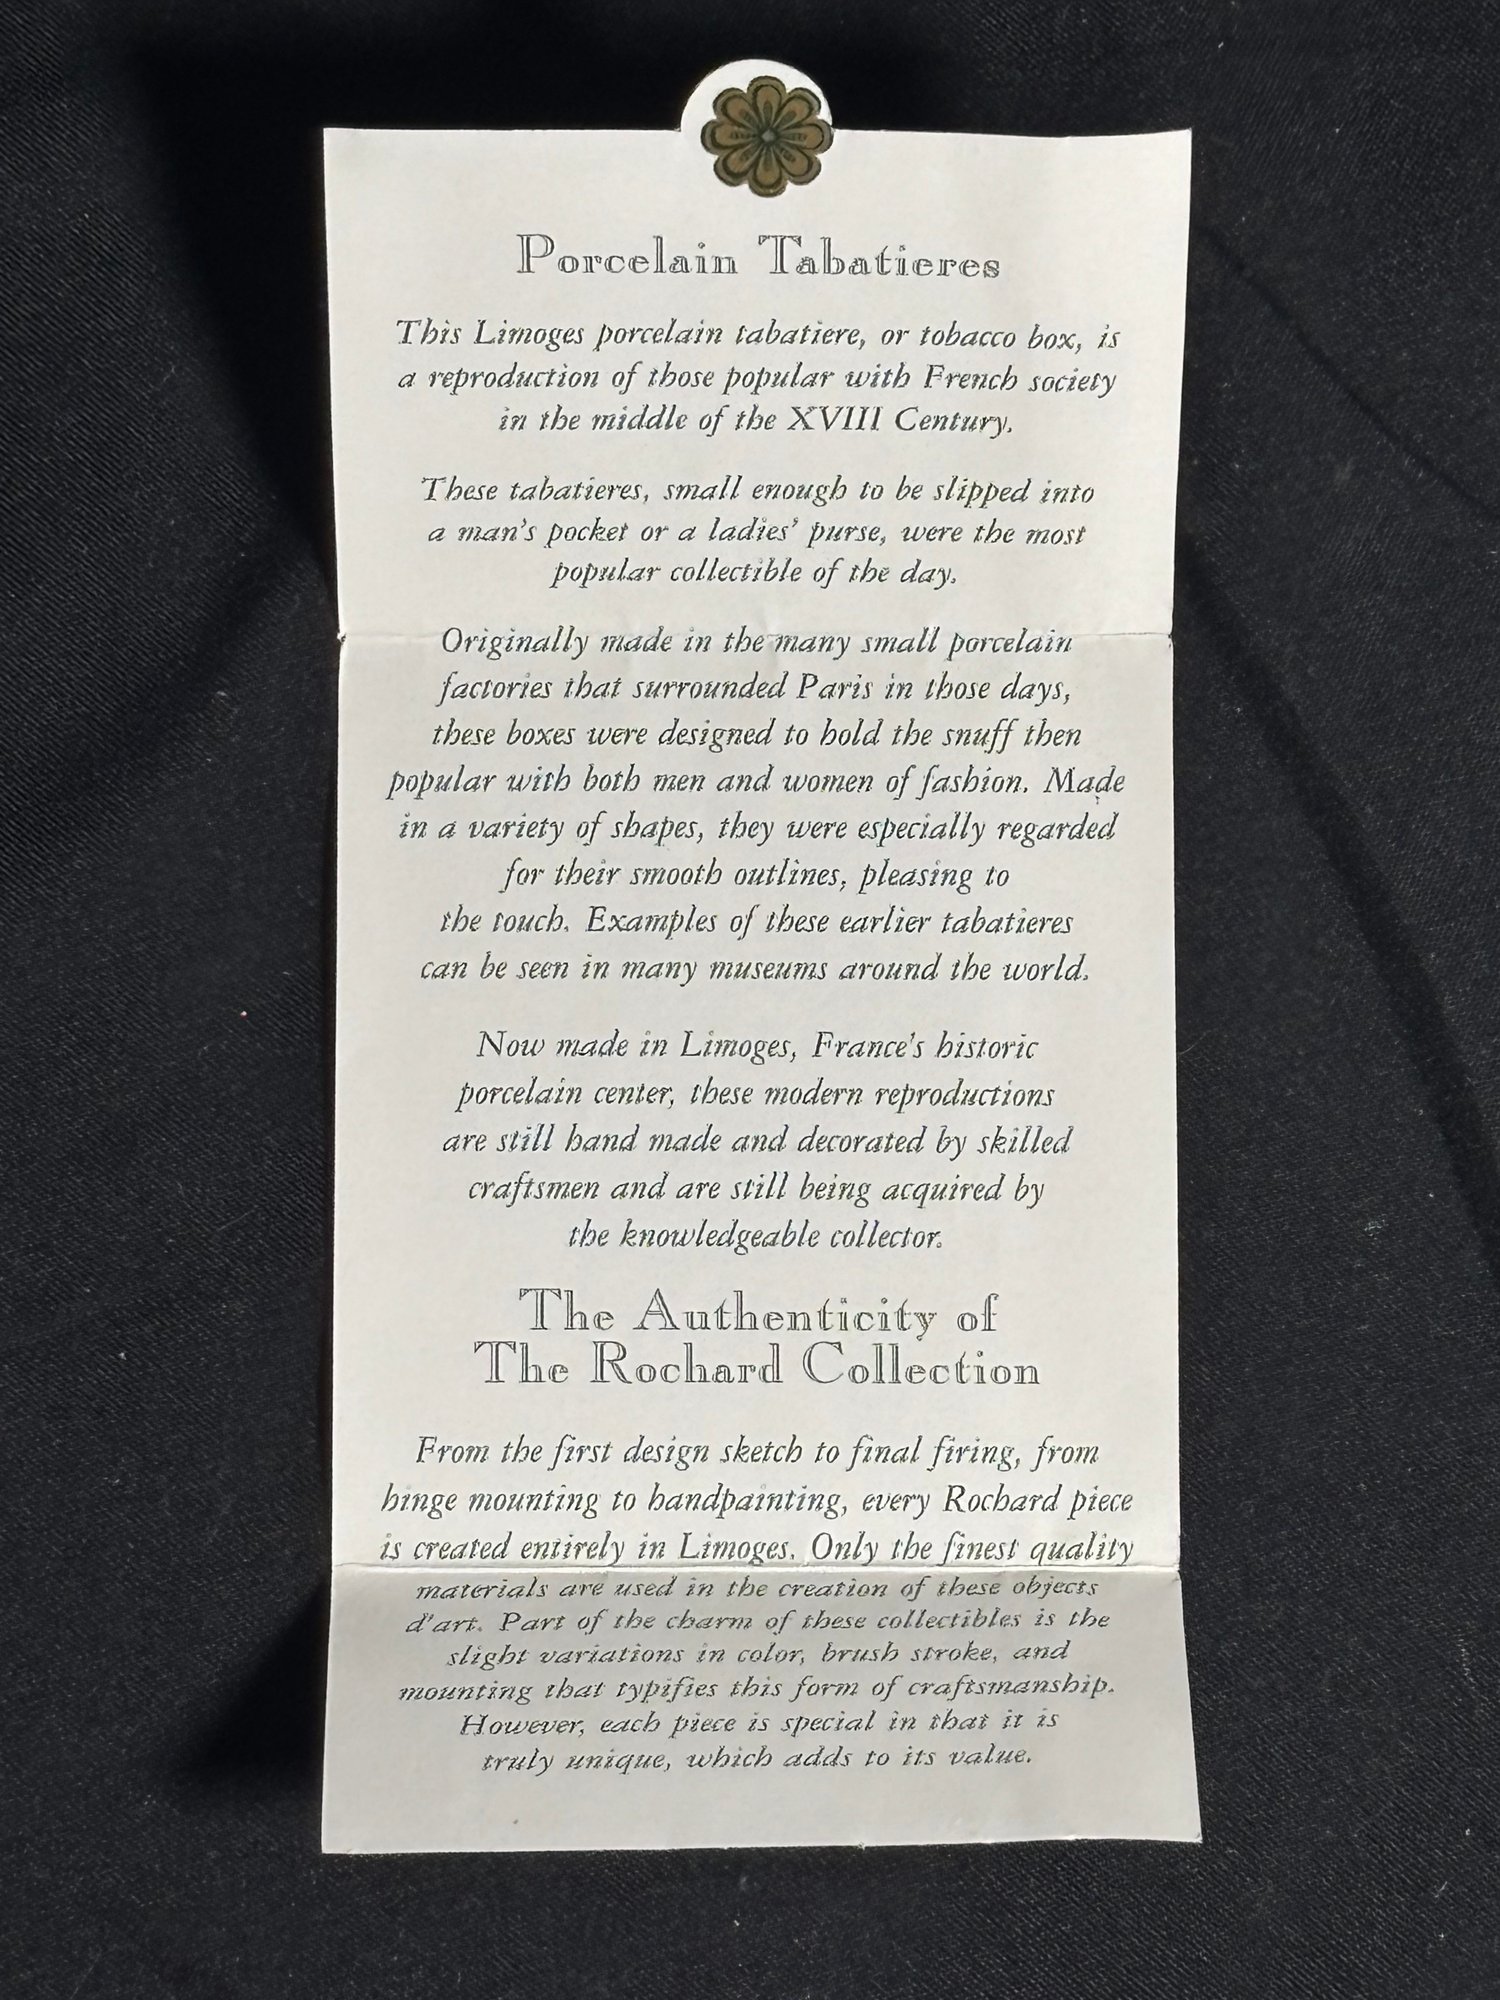 Porcelain Tabatieres
This Limoges porcelain tabatiere, or tobacco box, is
a reproduction of those popular with French society
in the middle of the XVIII Century.
These tabatieres, small enough to be slipped into
a man's pocket or a ladies' purse, were the most
popular collectible of the day.
Originally made in the many small porcelain
factories that surrounded Paris in those days,
these boxes were designed to hold the snuff then
popular with both men and women of fashion. Made
in a variety of shapes, they were especially regarded
for their smooth outlines, pleasing to
the touch. Examples of these earlier tabatieres
can be seen in many museums around the world.
Now made in Limoges, France's historic
porcelain center, these modern reproductions
are still hand made and decorated by skilled
craftsmen and are still being acquired by
the knowledgeable collector.
The Authenticity of
The Rochard Collection
From the first design sketch to final firing, from
hinge mounting to handpainting, every Rochard piece
is created entirely in Limoges. Only the finest quality
materials are used in the creation of these objects
d'art. Part of the charm of these collectibles is the
slight variations in color, brush stroke, and
mounting that typifies this form of craftsmanship.
However, each piece is special in that it is
truly unique, which adds to its value.